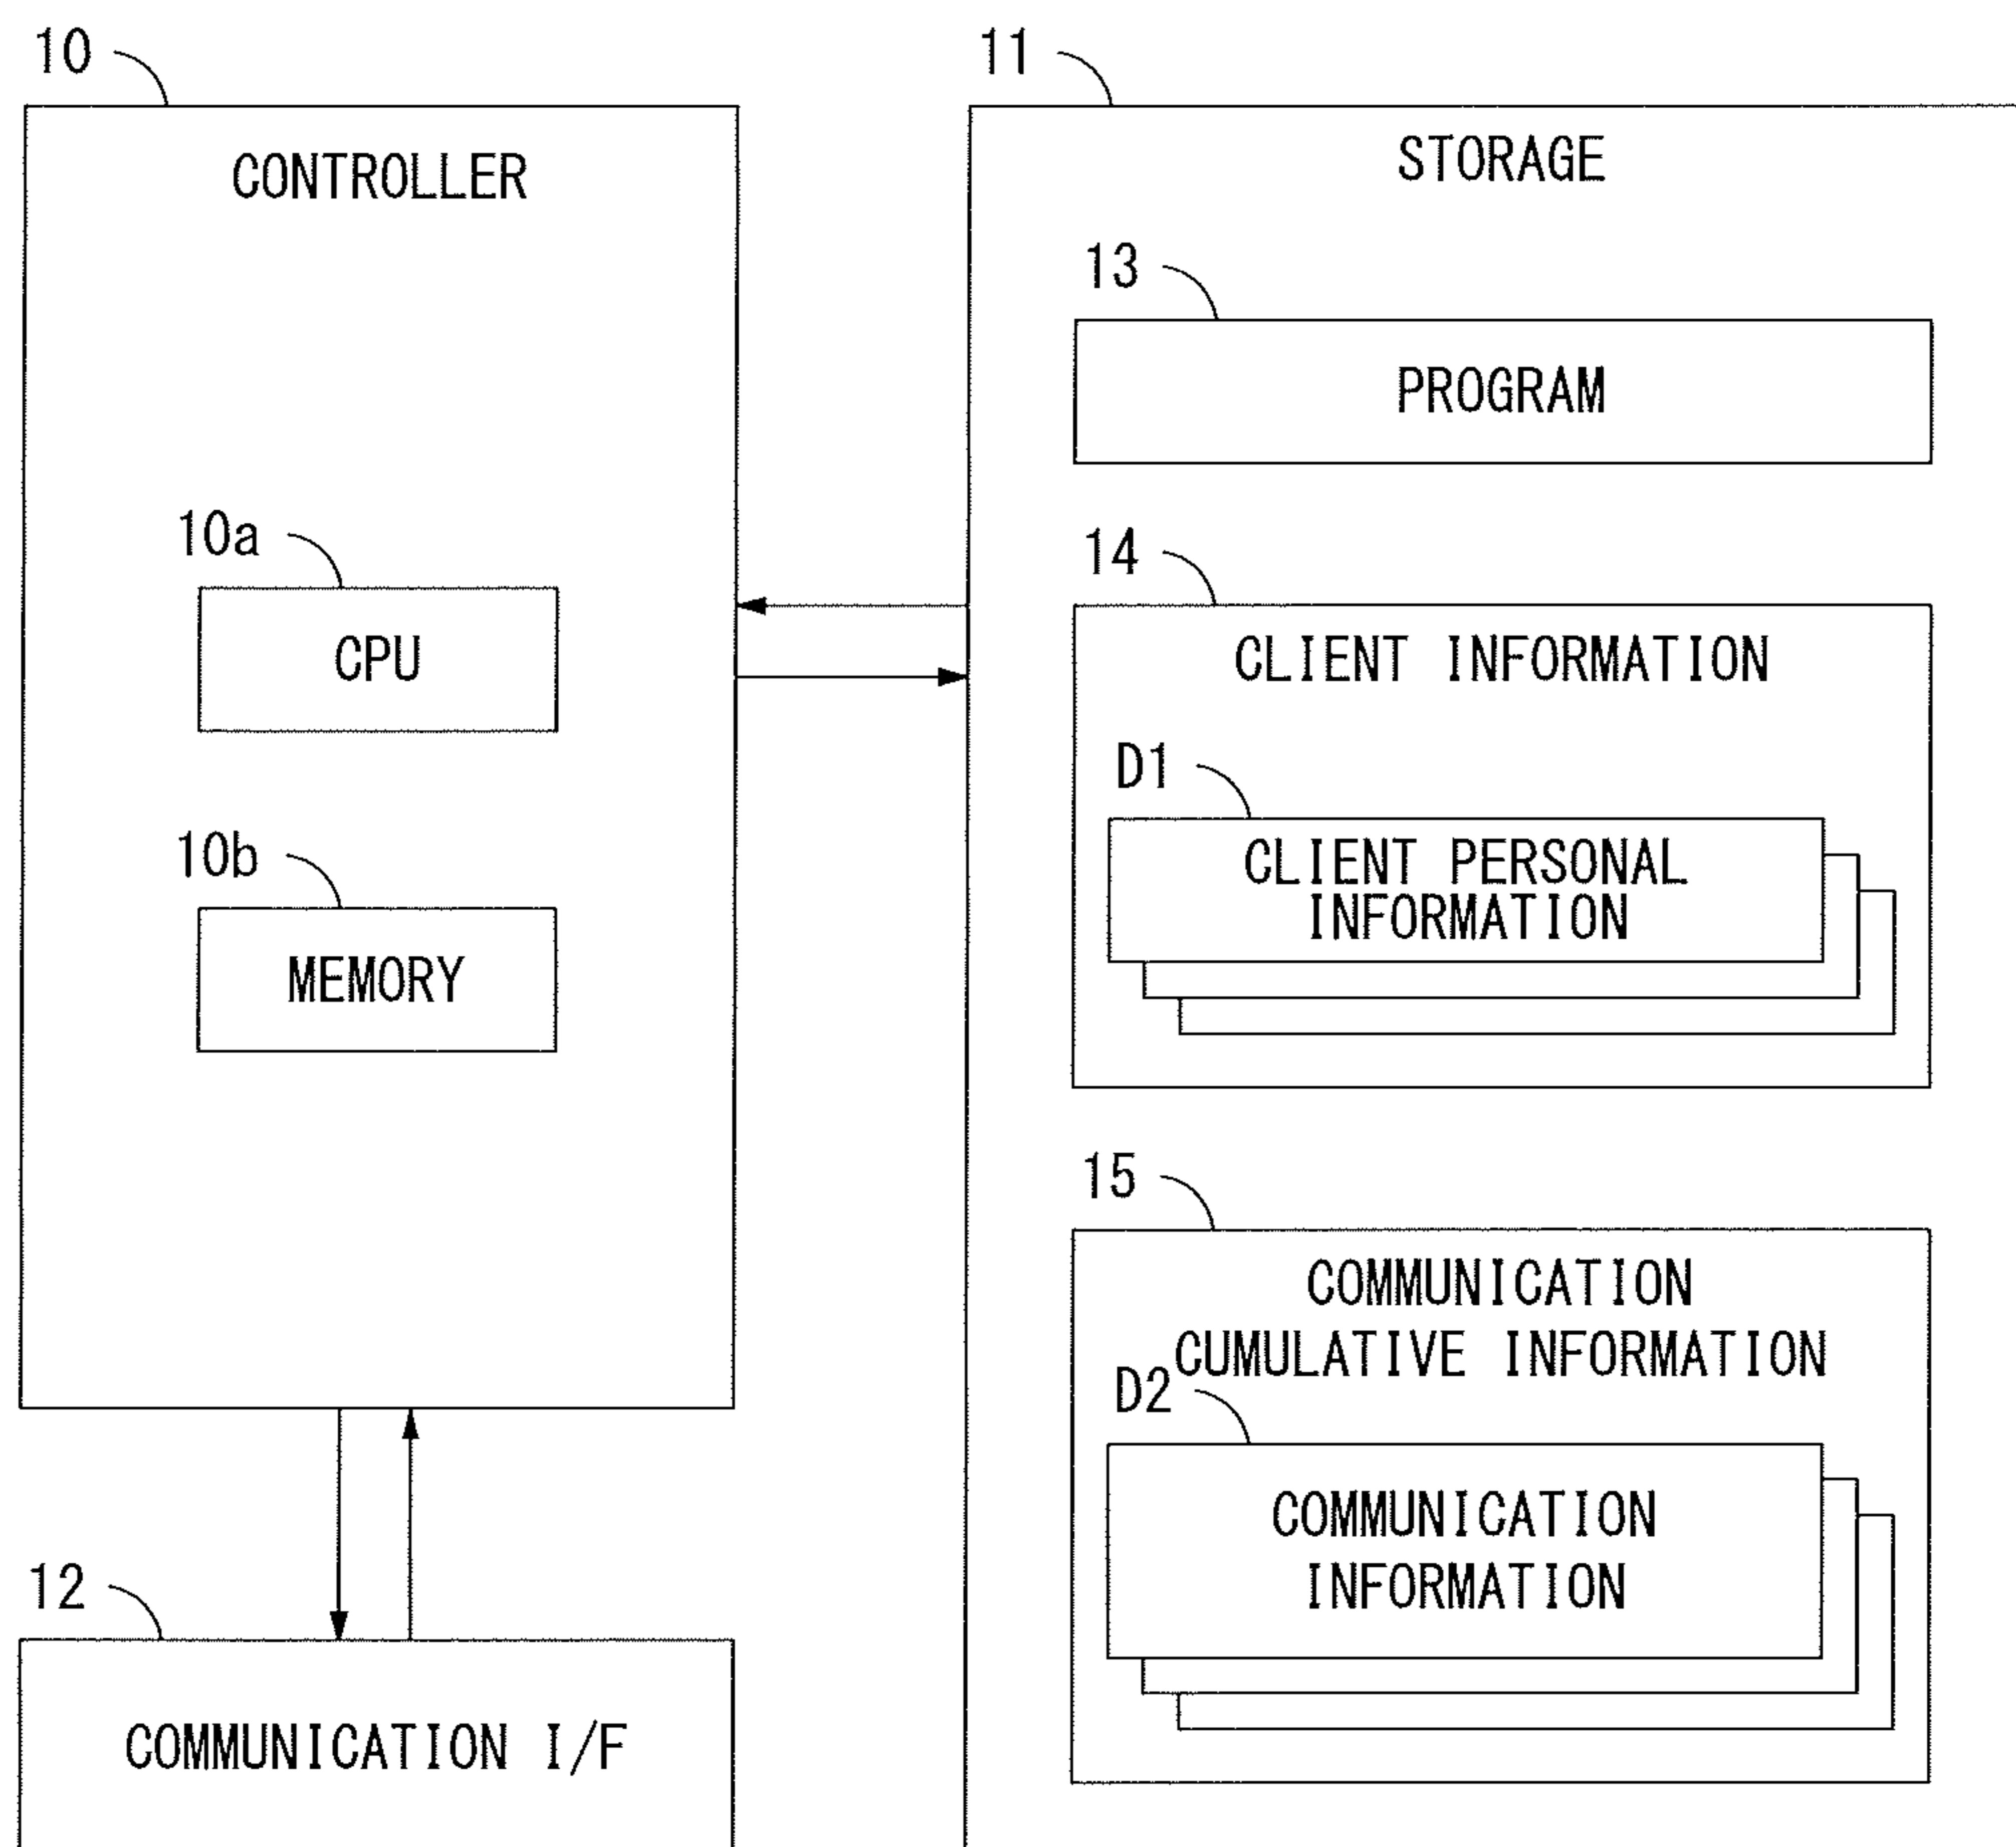 10
CONTROLLER
10a
CPU
10b
MEMORY
12
COMMUNICATION I/F
11
STORAGE
13
PROGRAM
14
CLIENT INFORMATION
D1
CLIENT PERSONAL
INFORMATION
15
COMMUNICATION
CUMULATIVE INFORMATION
D2
COMMUNICATION
INFORMATION